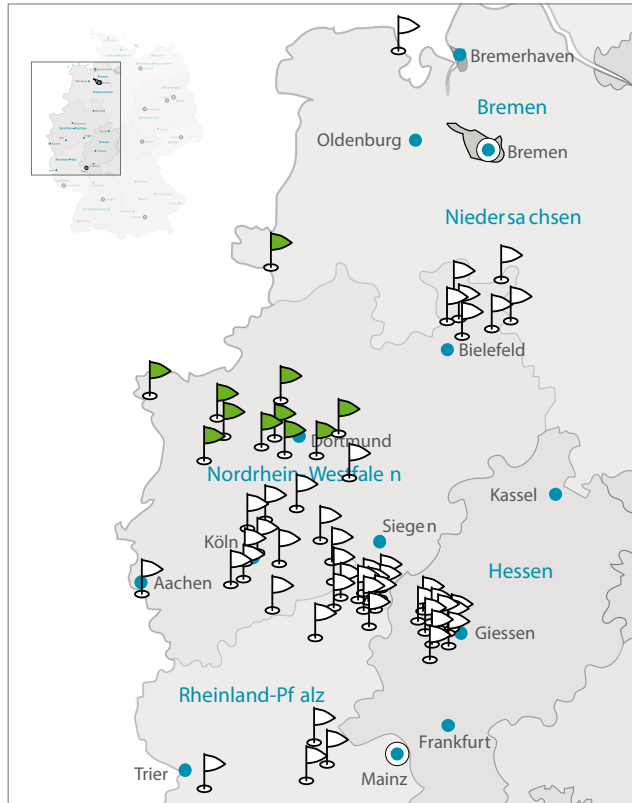 Bremerhaven
Bremen
Oldenburg
Bremen
Niedersachsen
Bielefeld
Dortmund
Nordrhein-Westfalen
Kassel
Siegen
Köln
Hessen
Aachen
Giessen
Rheinland-Pfalz
Frankfurt
Trier
Mainz